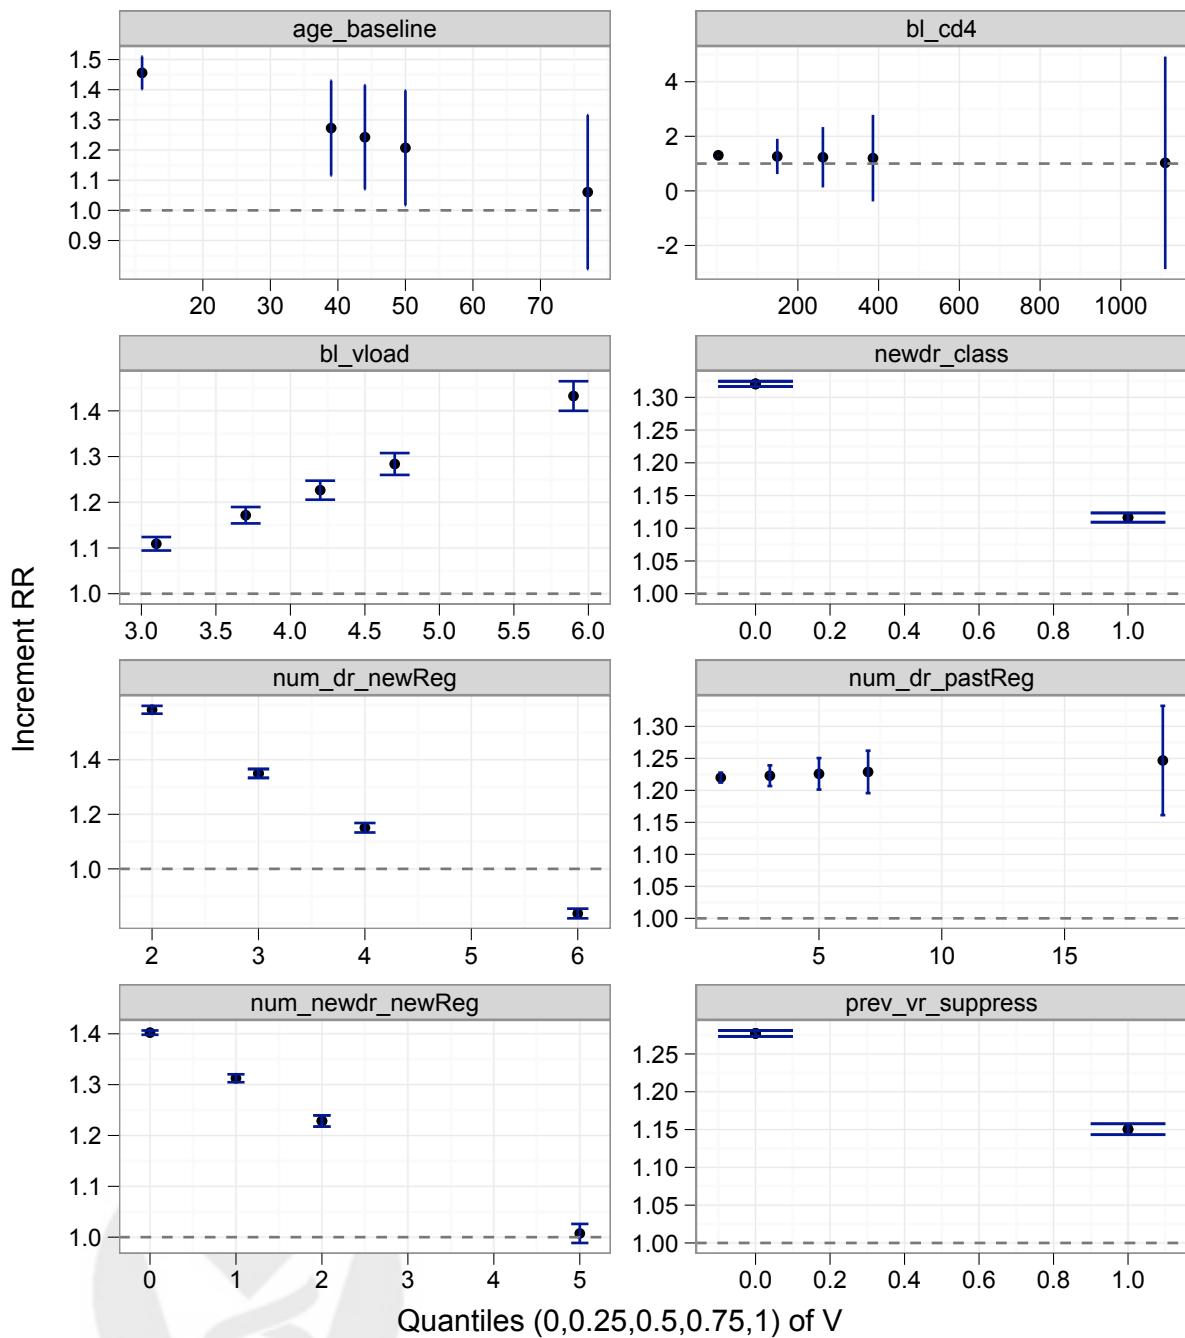 age_baseline
bl_cd4
1.5
1.4
1.3
1.2
1.1
1.0
0.9
4
2
0
-2
20 30 40 50 60 70
200 400 600 800 1000
bl_vload
newdr_class
1.4
1.3
1.2
1.1
1.0
1.30
1.25
1.20
1.15
1.10
1.05
1.00
3.0 3.5 4.0 4.5 5.0 5.5 6.0
0.0 0.2 0.4 0.6 0.8 1.0
Increment RR
num_dr_newReg
num_dr_pastReg
1.4
1.2
1.0
1.30
1.25
1.20
1.15
1.10
1.05
1.00
2 3 4 5 6
5 10 15
num_newdr_newReg
prev_vr_suppress
1.4
1.3
1.2
1.1
1.0
1.25
1.20
1.15
1.10
1.05
1.00
0 1 2 3 4 5
0.0 0.2 0.4 0.6 0.8 1.0
Quantiles (0,0.25,0.5,0.75,1) of V